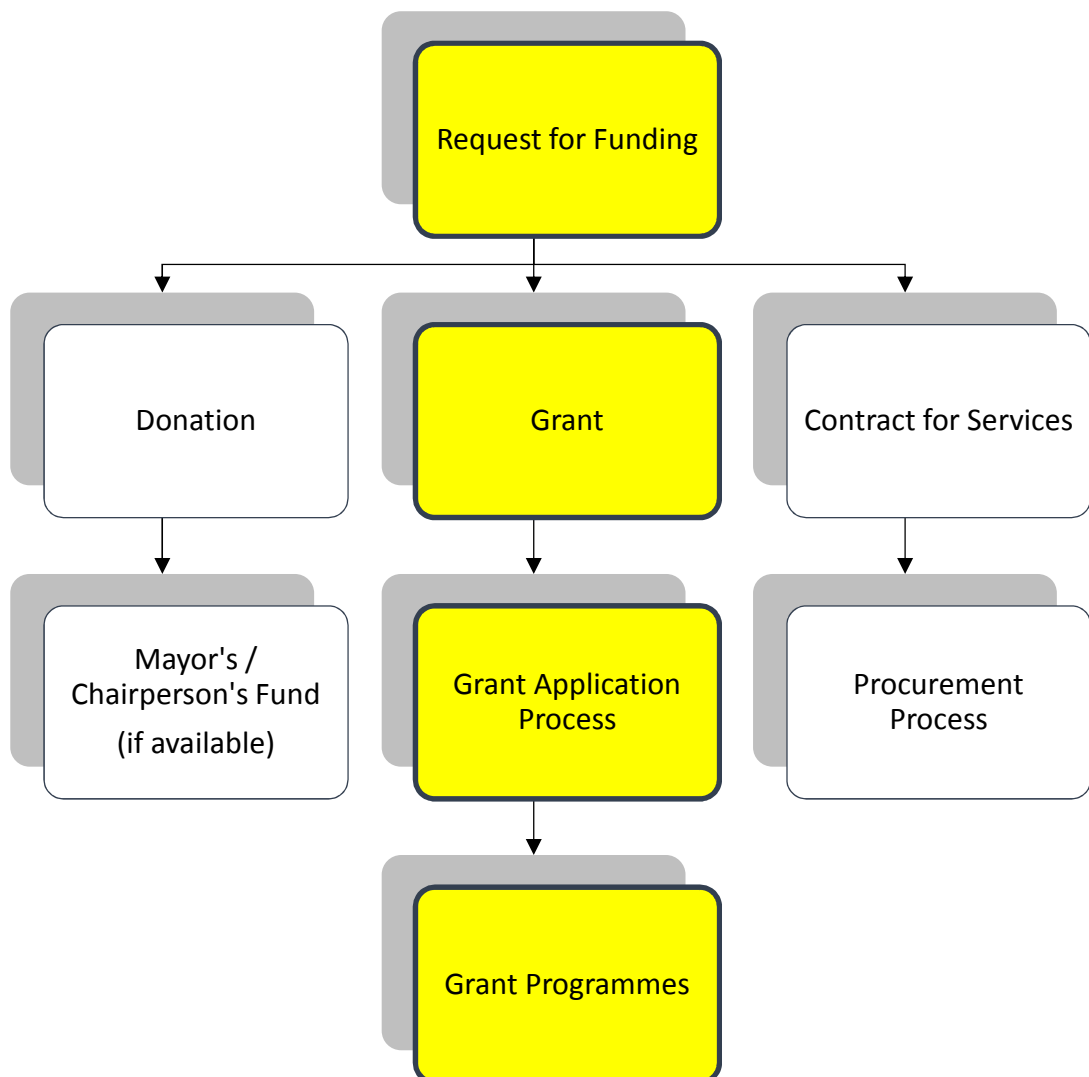 Request for Funding
Donation
Grant
Contract for Services
Mayor's /
Chairperson's Fund
(if available)
Grant Application
Process
Procurement
Process
Grant Programmes